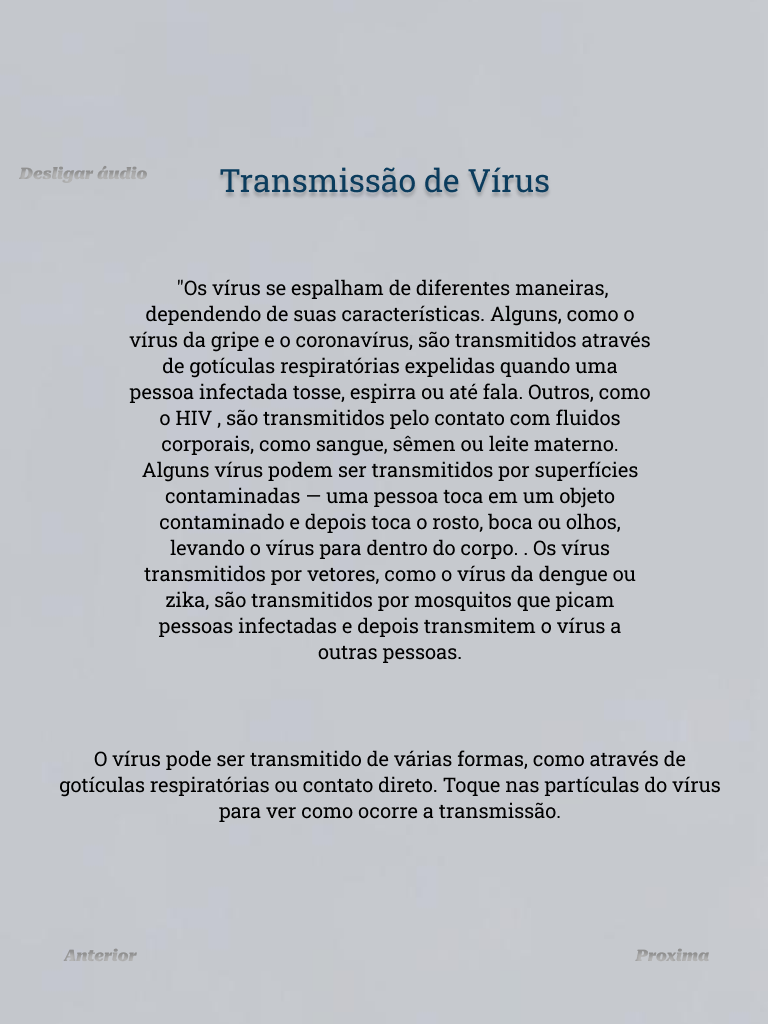 Desligar áudio
Transmissão de Vírus
"Os vírus se espalham de diferentes maneiras,
dependendo de suas características. Alguns, como o
vírus da gripe e o coronavírus, são transmitidos através
de gotículas respiratórias expelidas quando uma
pessoa infectada tosse, espirra ou até fala. Outros, como
o HIV , são transmitidos pelo contato com fluidos
corporais, como sangue, sêmen ou leite materno.
Alguns vírus podem ser transmitidos por superfícies
contaminadas — uma pessoa toca em um objeto
contaminado e depois toca o rosto, boca ou olhos,
levando o vírus para dentro do corpo. . Os vírus
transmitidos por vetores, como o vírus da dengue ou
zika, são transmitidos por mosquitos que picam
pessoas infectadas e depois transmitem o vírus a
outras pessoas.
O vírus pode ser transmitido de várias formas, como através de
gotículas respiratórias ou contato direto. Toque nas partículas do vírus
para ver como ocorre a transmissão.
Anterior
Proxima